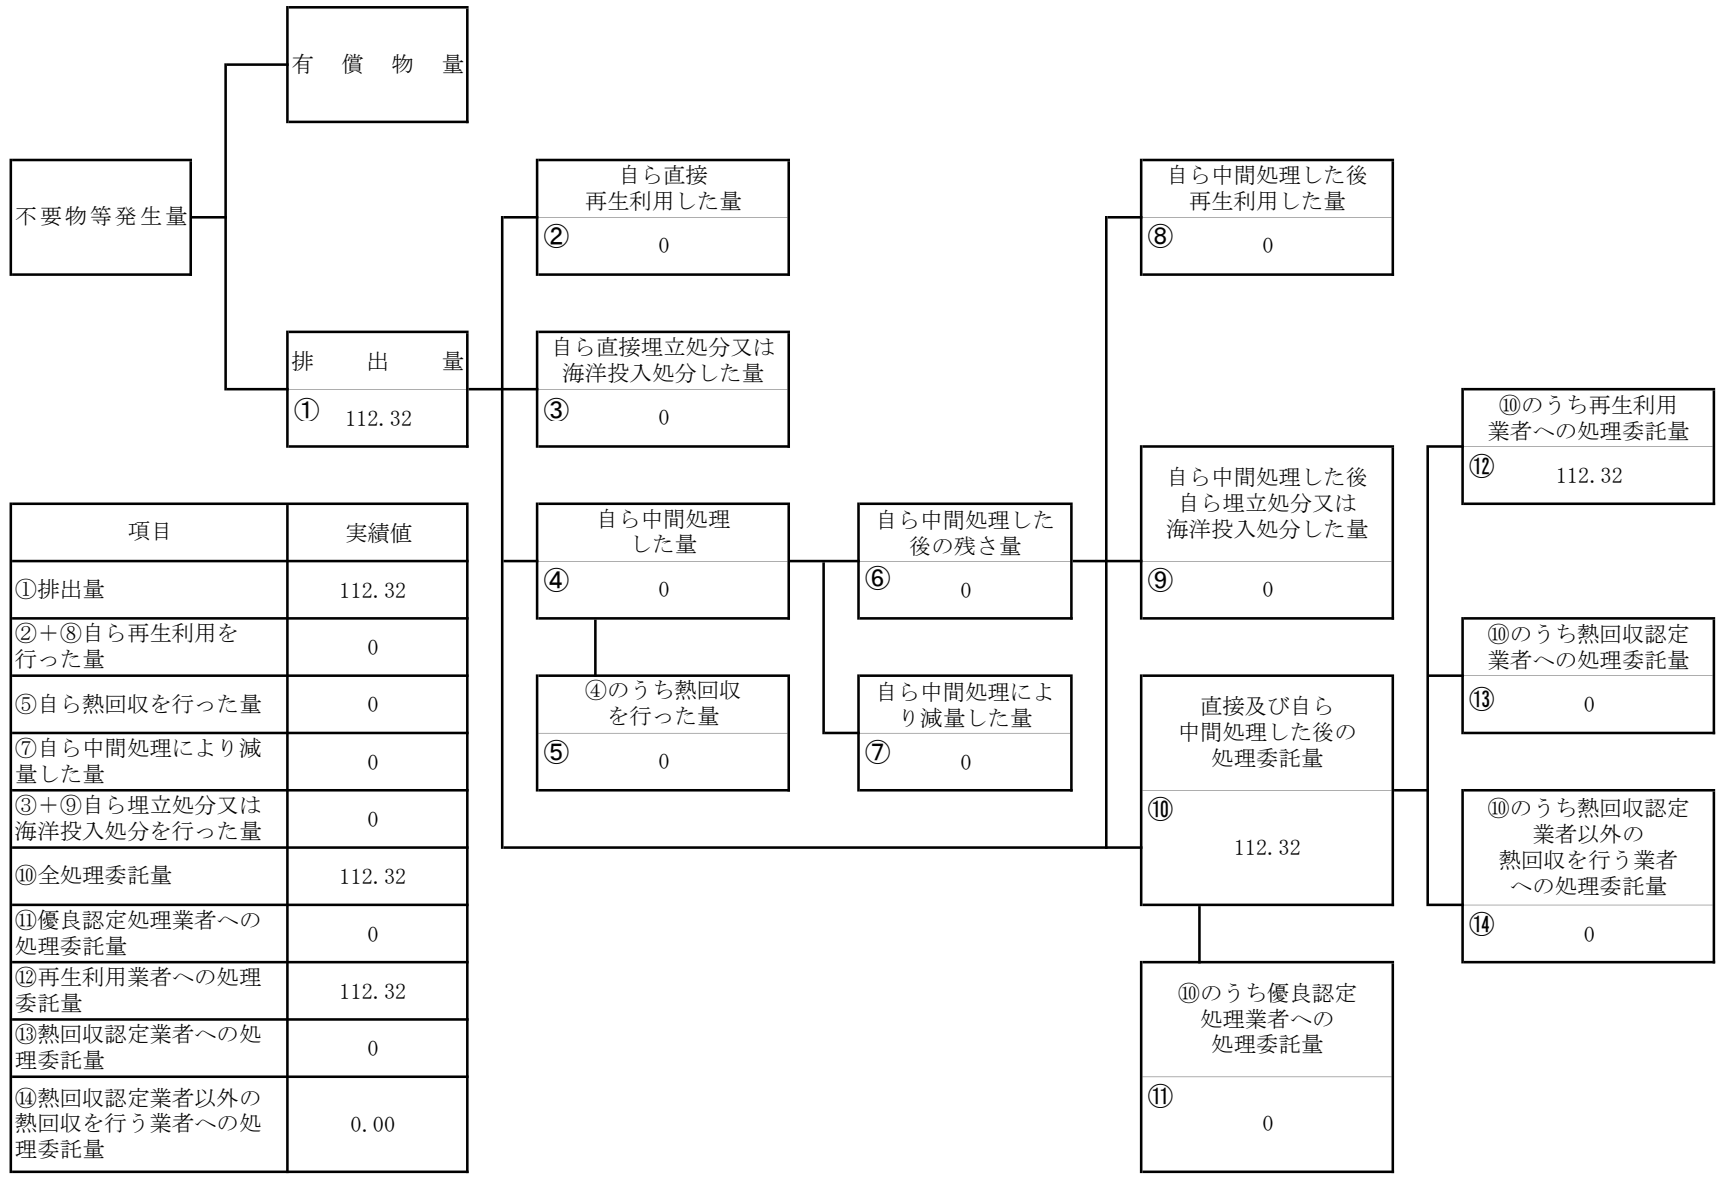 有償物量
不要物等発生量
排出量
①
112.32
自ら直接
再生利用した量
②
0
自ら直接埋立処分又は
海洋投入処分した量
③
0
自ら中間処理
した量
④
0
④のうち熱回収
を行った量
⑤
0
自ら中間処理した
後の残さ量
⑥
0
自ら中間処理によ
り減量した量
⑦
0
自ら中間処理した後
再生利用した量
⑧
0
自ら中間処理した後
自ら埋立処分又は
海洋投入処分した量
⑨
0
直接及び自ら
中間処理した後の
処理委託量
⑩
112.32
⑩のうち優良認定
処理業者への
処理委託量
⑪
0
⑩のうち再生利用
業者への処理委託量
⑫
112.32
⑩のうち熱回収認定
業者への処理委託量
⑬
0
⑩のうち熱回収認定
業者以外の
熱回収を行う業者
への処理委託量
⑭
0
項目 実績値
①排出量 112.32
②＋⑧自ら再生利用を
行った量 0
⑤自ら熱回収を行った量 0
⑦自ら中間処理により減
量した量 0
③＋⑨自ら埋立処分又は
海洋投入処分を行った量 0
⑩全処理委託量 112.32
⑪優良認定処理業者への
処理委託量 0
⑫再生利用業者への処理
委託量 112.32
⑬熱回収認定業者への処
理委託量 0
⑭熱回収認定業者以外の
熱回収を行う業者への処
理委託量 0.00